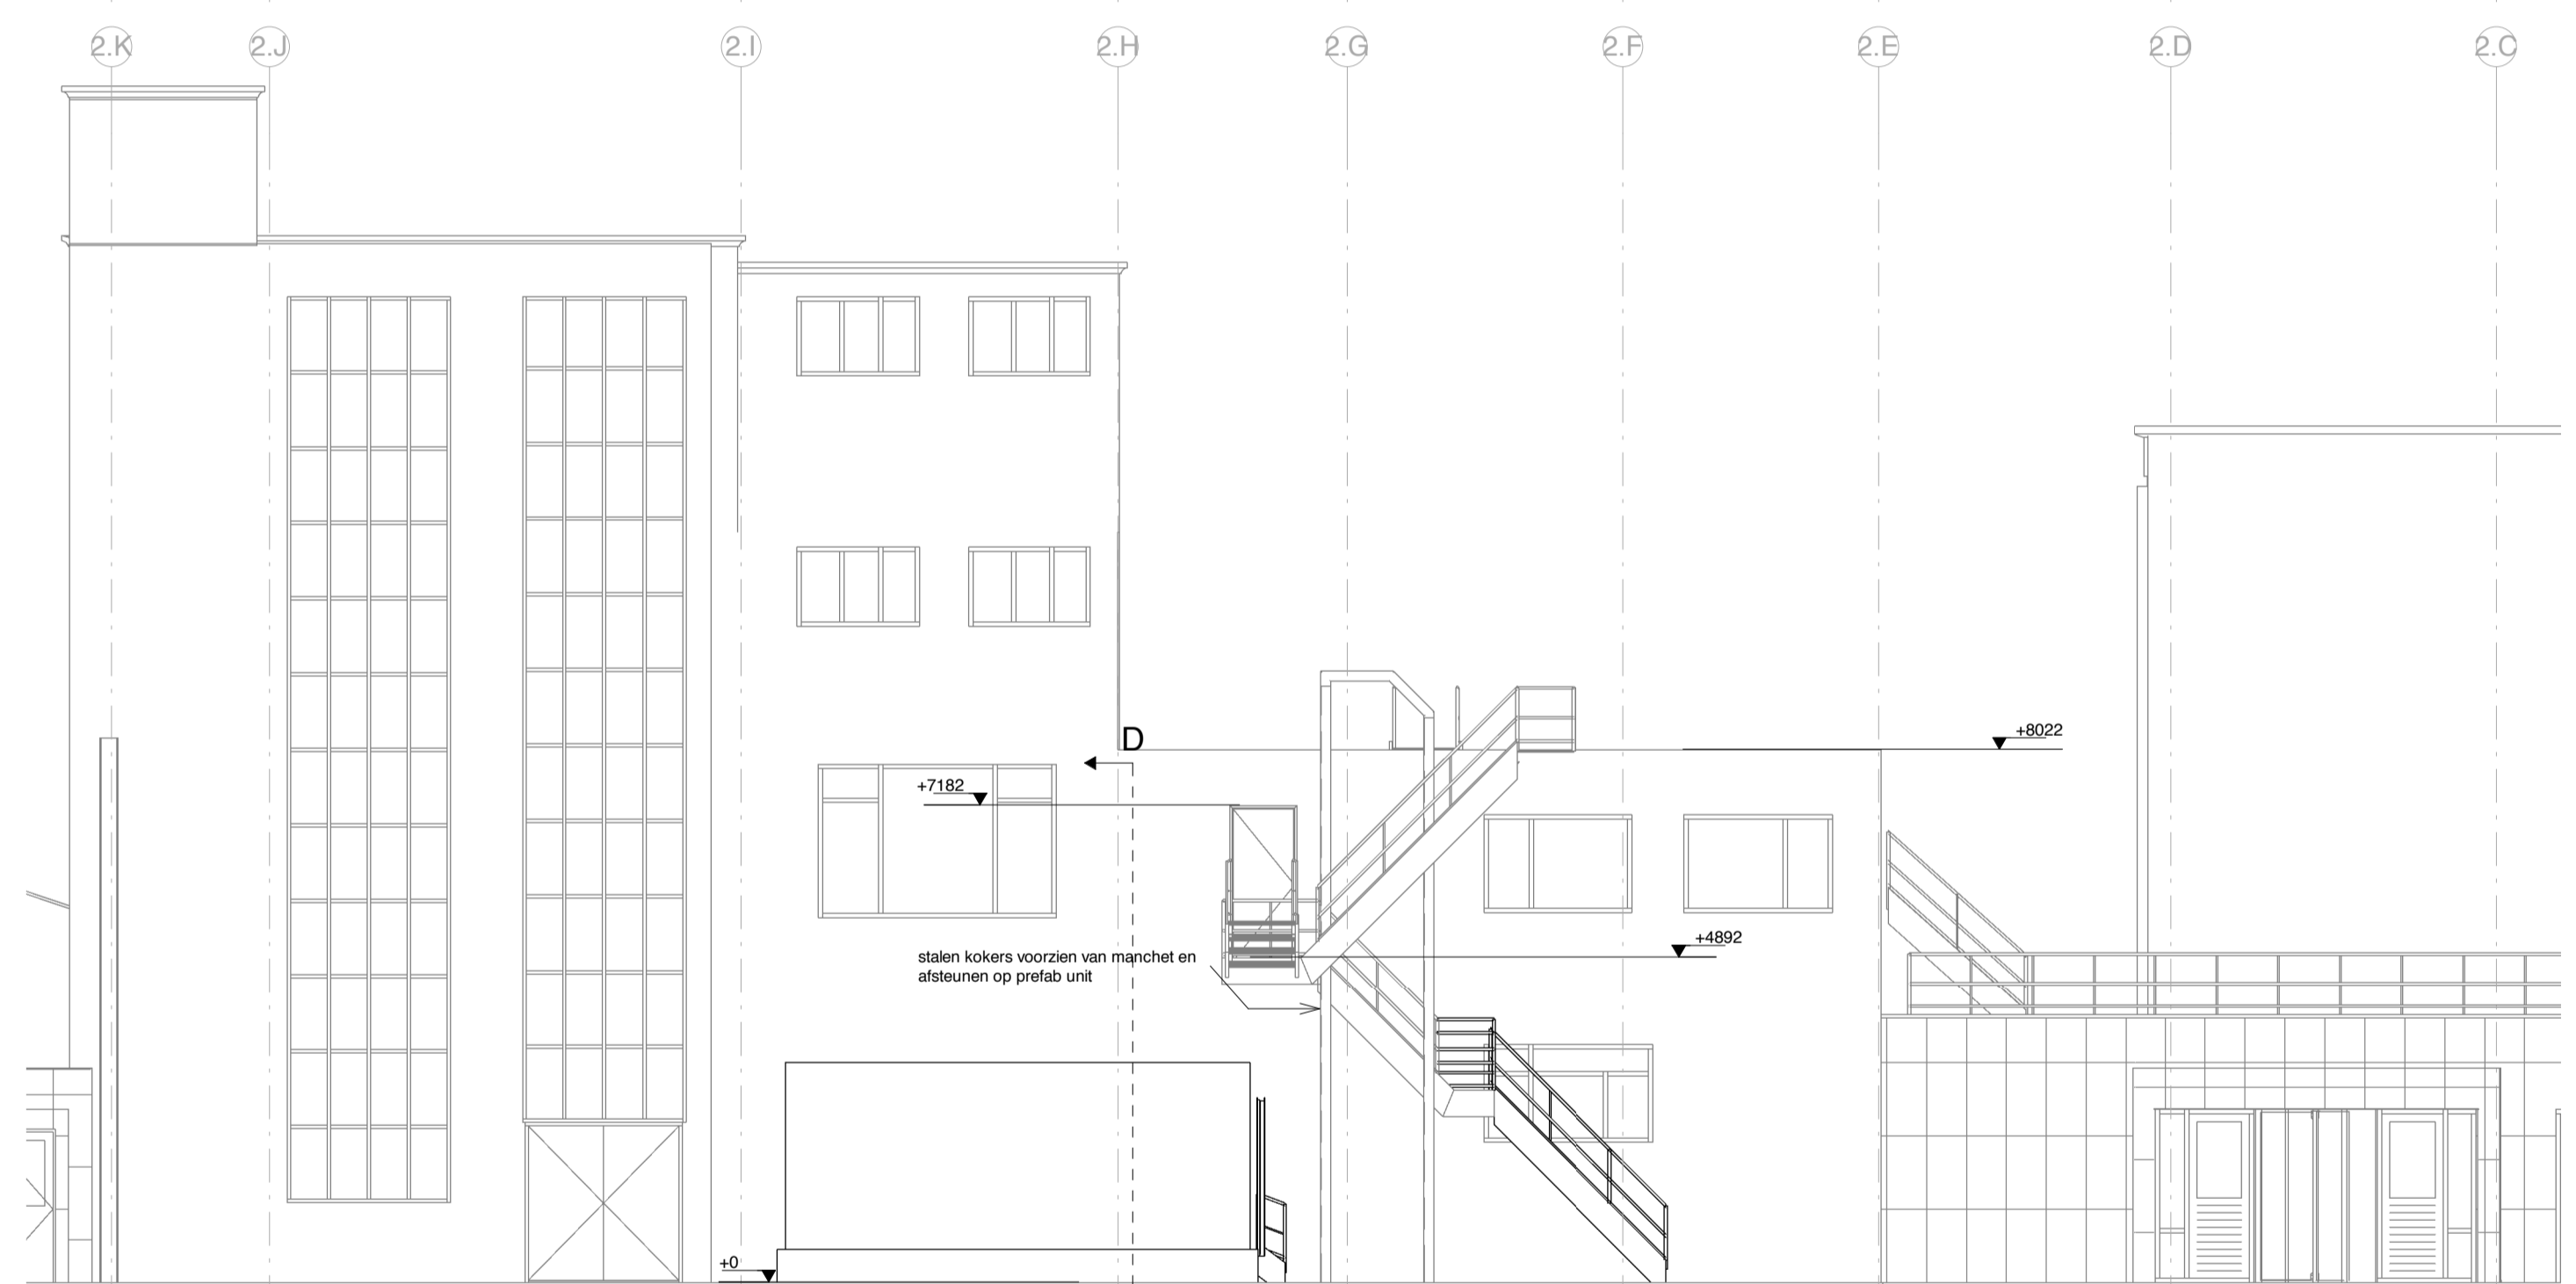 2.K
2.J
2.I
2.H
2.G
2.F
2.E
2.D
2.C
+8022
D
+7182
+4892
stalen kokers voorzien van manchet en
afsteunen op prefab unit
+0